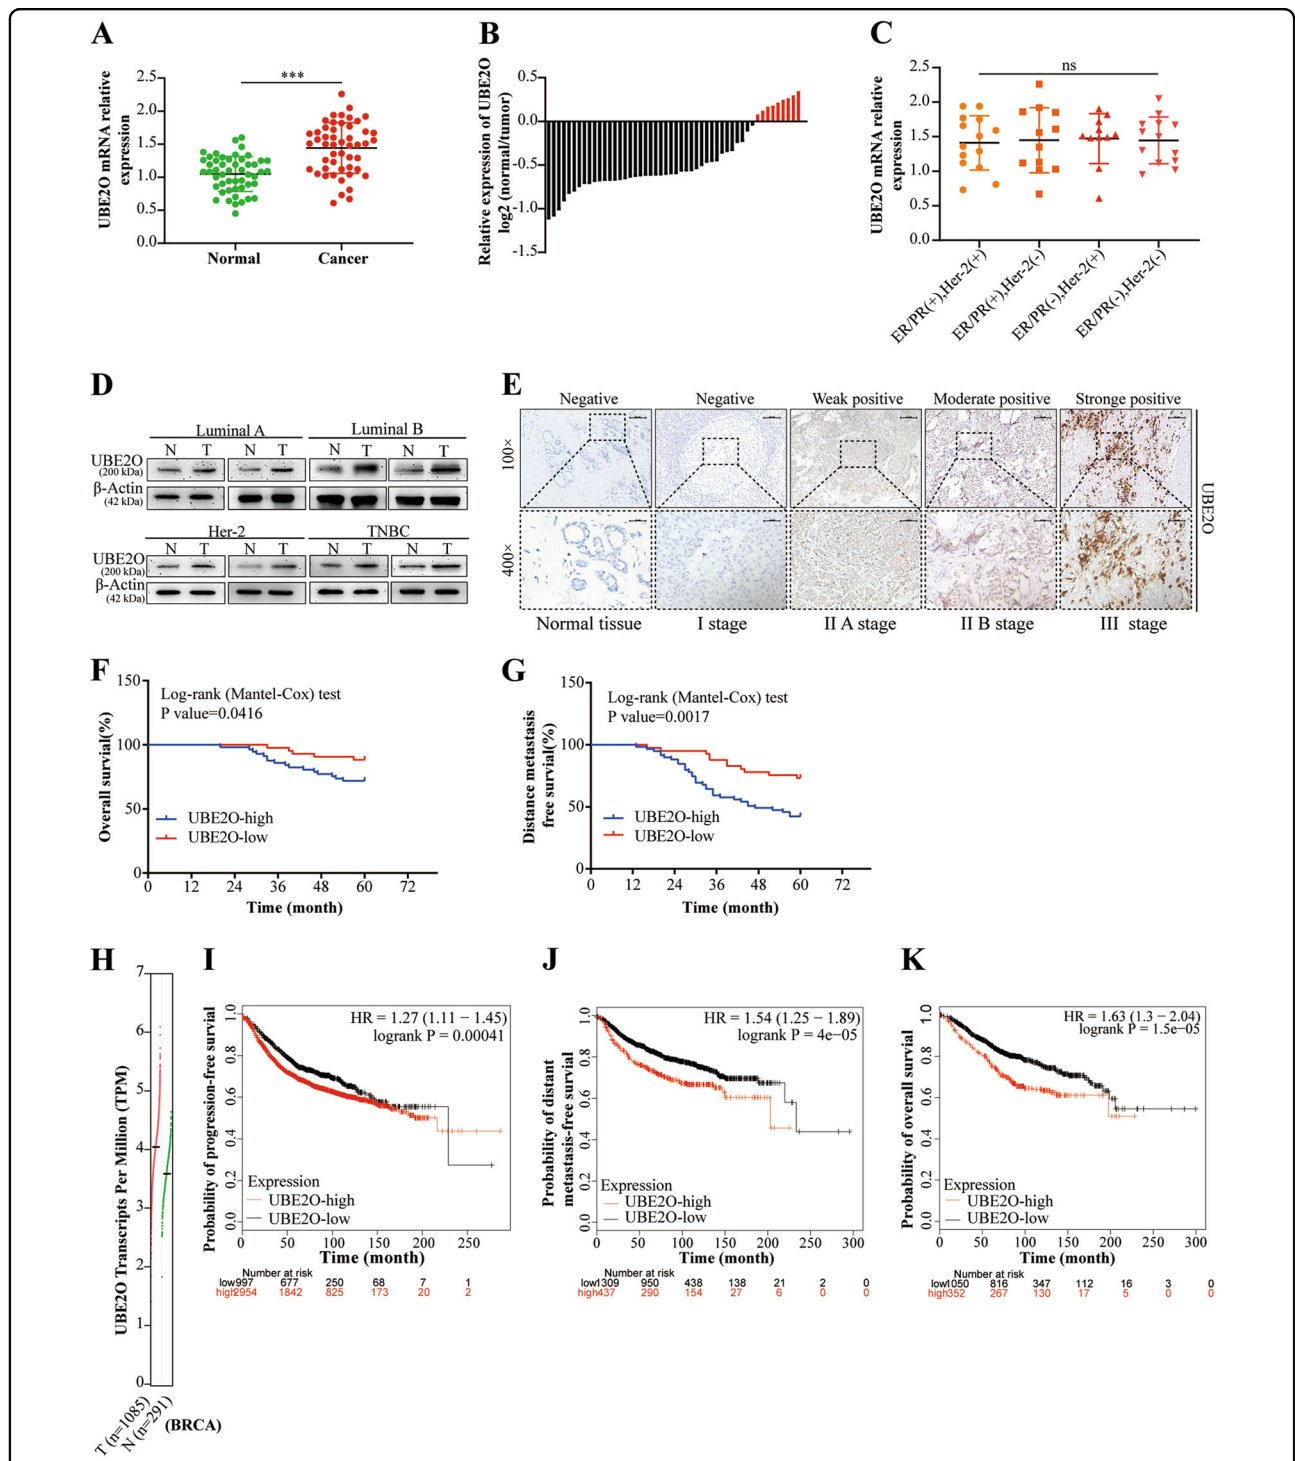 A
UBE2O mRNA relative
expression
2.5
2.0
1.5
1.0
0.5
0.0
***
Normal
Cancer
B
Relative expression of UBE2O
log2 (normal/tumor)
0.5
0.0
-0.5
-1.0
-1.5
C
UBE2O mRNA relative
expression
2.5
2.0
1.5
1.0
0.5
0.0
ns
ER/PR(+),Her-2(+)
ER/PR(+),Her-2(-)
ER/PR(-),Her-2(+)
ER/PR(-),Her-2(-)
D
Luminal A
Luminal B
N T N T N T N T
UBE2O
(200 kDa)
β-Actin
(42 kDa)
Her-2
TNBC
N T N T N T N T
UBE2O
(200 kDa)
β-Actin
(42 kDa)
E
Negative
Negative
Weak positive
Moderate positive
Stronge positive
100×
400×
UBE2O
Normal tissue
I stage
II A stage
II B stage
III stage
F
Overall survial(%)
150
100
50
0
Log-rank (Mantel-Cox) test
P value=0.0416
UBE2O-high
UBE2O-low
0 12 24 36 48 60 72
Time (month)
G
Distance metastasis
free survial(%)
150
100
50
0
Log-rank (Mantel-Cox) test
P value=0.0017
UBE2O-high
UBE2O-low
0 12 24 36 48 60 72
Time (month)
H
UBE2O Transcripts Per Million (TPM)
7
6
5
4
3
2
1
0
T (n=1085)
N (n=291)
(BRCA)
I
Probability of progression-free survial
1.0
0.8
0.6
0.4
0.2
0.0
HR = 1.27 (1.11 − 1.45)
logrank P = 0.00041
Expression
UBE2O-high
UBE2O-low
0 50 100 150 200 250
Time (month)
Number at risk
low 997 677 250 68 7 1
high 2954 1842 825 173 20 2
J
Probability of distant
metastasis-free survial
1.0
0.8
0.6
0.4
0.2
0.0
HR = 1.54 (1.25 − 1.89)
logrank P = 4e−05
Expression
UBE2O-high
UBE2O-low
0 50 100 150 200 250 300
Time (month)
Number at risk
low 1309 950 438 138 21 2 0
high 437 290 154 27 6 0 0
K
Probability of overall survial
1.0
0.8
0.6
0.4
0.2
0.0
HR = 1.63 (1.3 − 2.04)
logrank P = 1.5e−05
Expression
UBE2O-high
UBE2O-low
0 50 100 150 200 250 300
Time (month)
Number at risk
low 1050 816 347 112 16 3 0
high 352 267 130 17 5 0 0